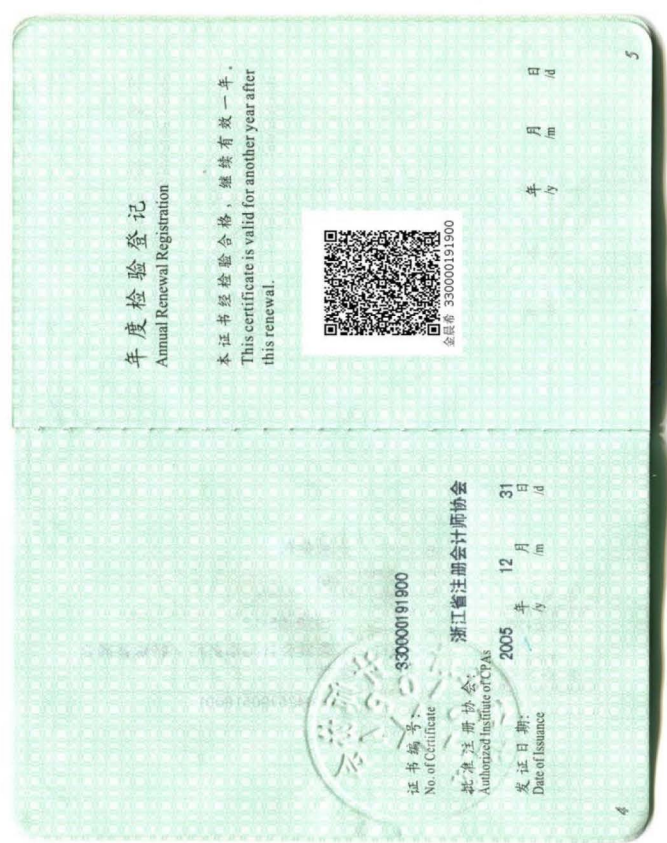 年度检验登记
Annual Renewal Registration
本证书经检验合格，继续有效一年。
This certificate is valid for another year after
this renewal.
金晨希 330000191900
年 月 日
/y /m /d
5
证书编号：
No. of Certificate
330000191900
批准注册协会：
Authorized Institute of CPAs
浙江省注册会计师协会
发证日期：
Date of Issuance
2005 年 12 月 31 日
/y /m /d
4